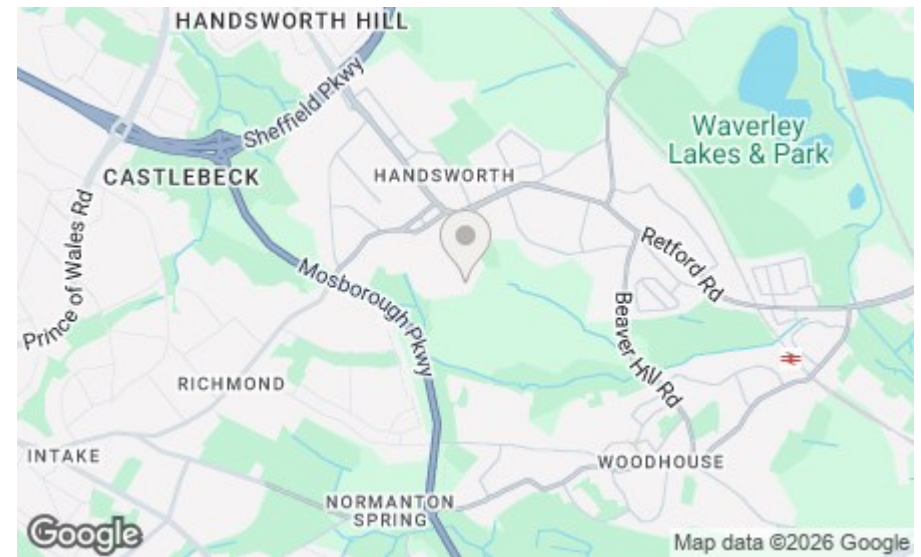 HANDSWORTH HILL
Sheffield Pkwy
Waverley
Lakes & Park
CASTLEBECK
HANDSWORTH
Prince of Wales Rd
Retford Rd
Mosborough Pkwy
Beaver Hill Rd
RICHMOND
INTAKE
WOODHOUSE
NORMANTON
SPRING
Google
Map data ©2026 Google